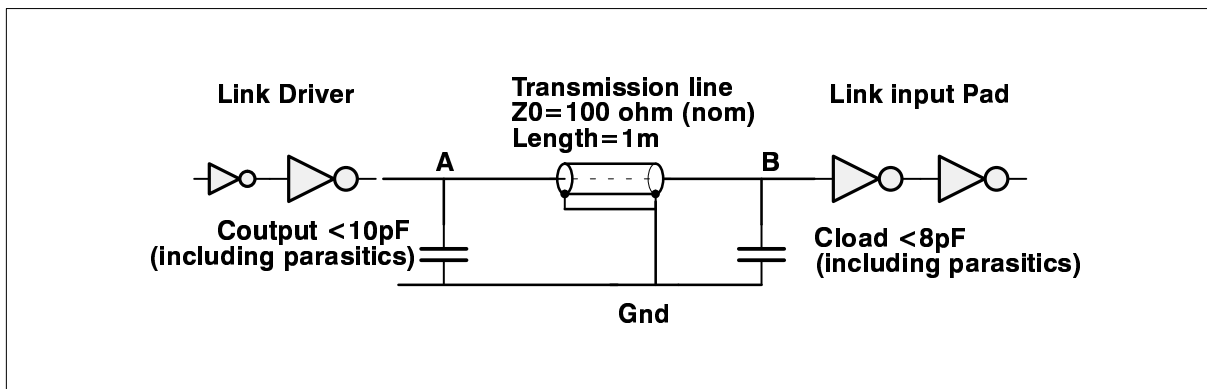 Link Driver
Transmission line
Z0=100 ohm (nom)
Length=1m
Link input Pad
A
B
Coutput <10pF
(including parasitics)
Cload <8pF
(including parasitics)
Gnd